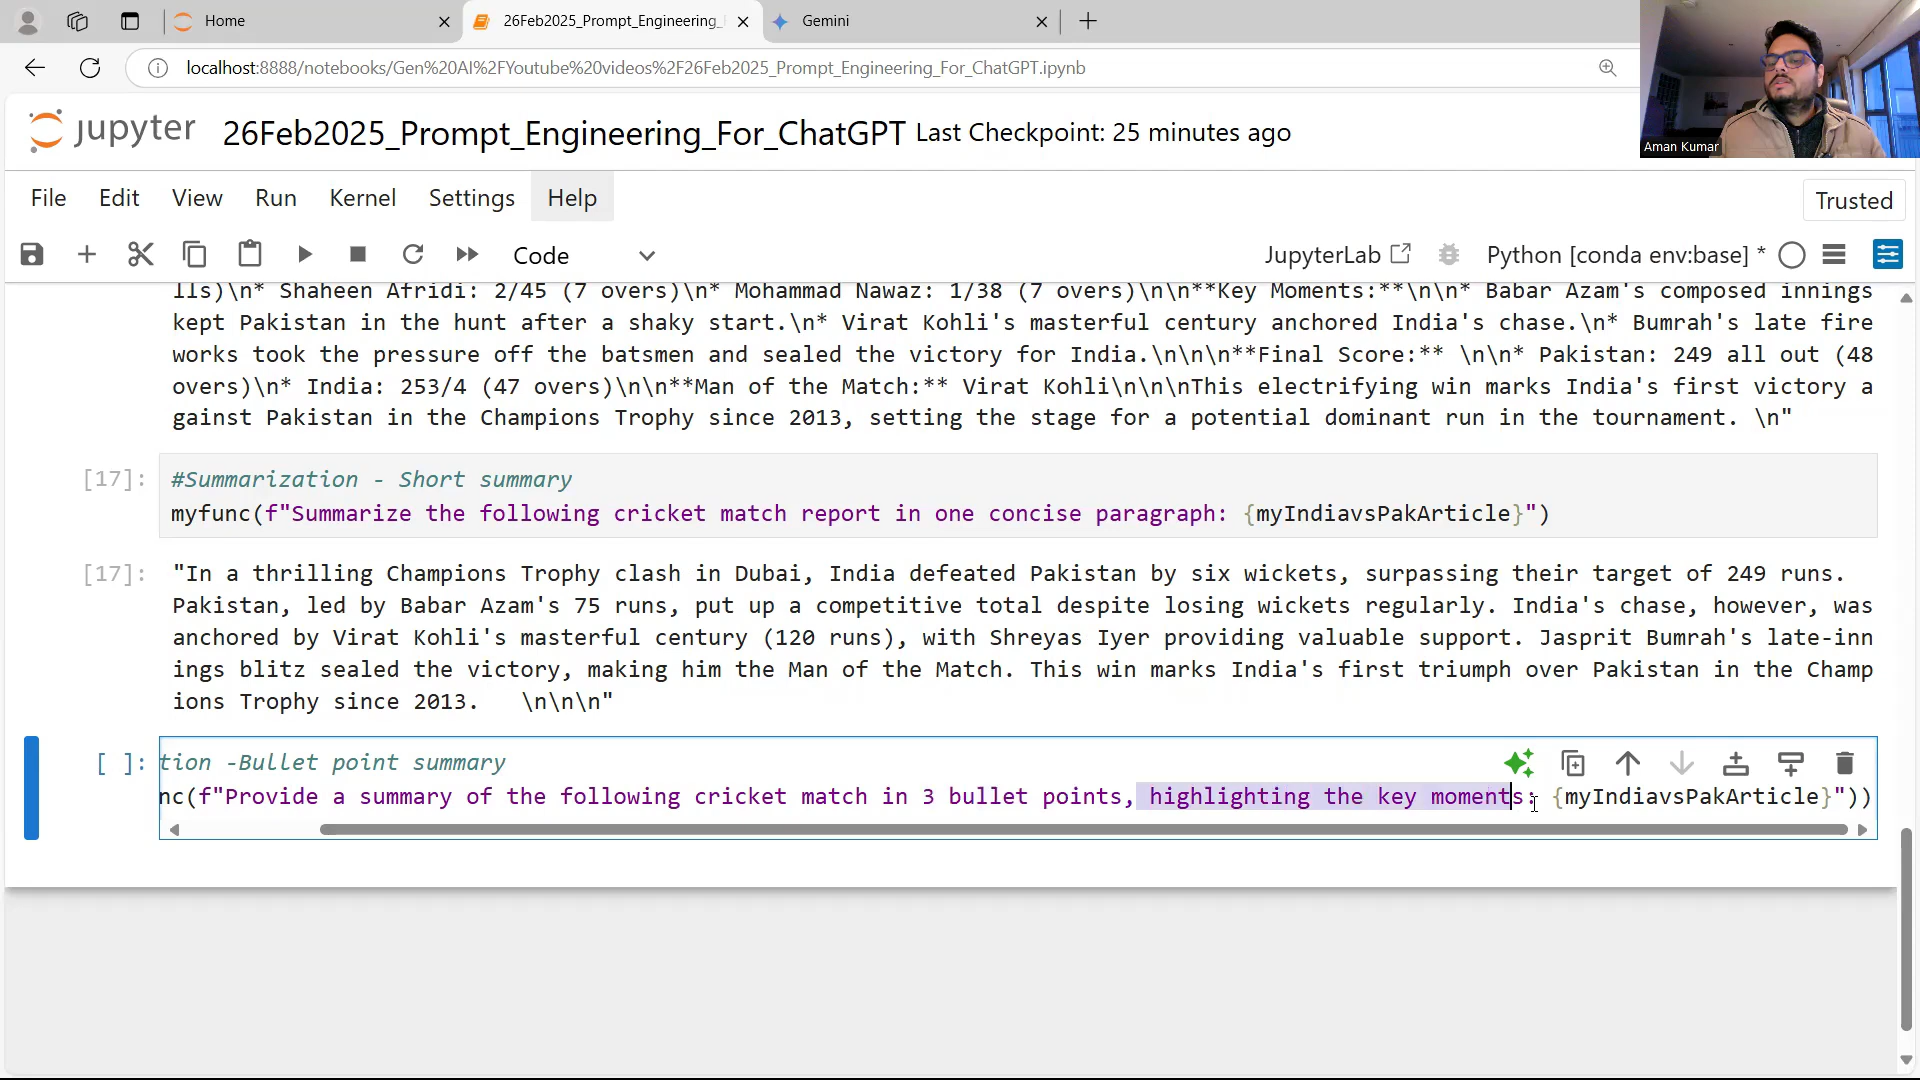 Home
26Feb2025_Prompt_Engineering_
Gemini
localhost:8888/notebooks/Gen%20AI%2FYoutube%20videos%2F26Feb2025_Prompt_Engineering_For_ChatGPT.ipynb
Aman Kumar
jupyter
26Feb2025_Prompt_Engineering_For_ChatGPT Last Checkpoint: 25 minutes ago
File Edit View Run Kernel Settings Help
Trusted
Code
JupyterLab
Python [conda env:base] *
lls)\n* Shaheen Afridi: 2/45 (7 overs)\n* Mohammad Nawaz: 1/38 (7 overs)\n\n**Key Moments:**\n\n* Babar Azam's composed innings
kept Pakistan in the hunt after a shaky start.\n* Virat Kohli's masterful century anchored India's chase.\n* Bumrah's late fire
works took the pressure off the batsmen and sealed the victory for India.\n\n\n**Final Score:** \n\n* Pakistan: 249 all out (48
overs)\n* India: 253/4 (47 overs)\n\n**Man of the Match:** Virat Kohli\n\n\nThis electrifying win marks India's first victory a
gainst Pakistan in the Champions Trophy since 2013, setting the stage for a potential dominant run in the tournament. \n"
[17]:
#Summarization - Short summary
myfunc(f"Summarize the following cricket match report in one concise paragraph: {myIndiavsPakArticle}")
[17]:
"In a thrilling Champions Trophy clash in Dubai, India defeated Pakistan by six wickets, surpassing their target of 249 runs.
Pakistan, led by Babar Azam's 75 runs, put up a competitive total despite losing wickets regularly. India's chase, however, was
anchored by Virat Kohli's masterful century (120 runs), with Shreyas Iyer providing valuable support. Jasprit Bumrah's late-inn
ings blitz sealed the victory, making him the Man of the Match. This win marks India's first triumph over Pakistan in the Champ
ions Trophy since 2013.   \n\n\n"
[ ]:
tion -Bullet point summary
nc(f"Provide a summary of the following cricket match in 3 bullet points, highlighting the key moments: {myIndiavsPakArticle}"))